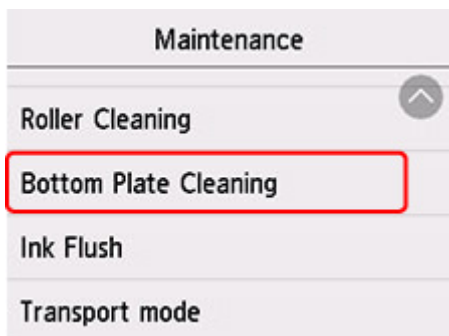 Maintenance
Roller Cleaning
Bottom Plate Cleaning
Ink Flush
Transport mode